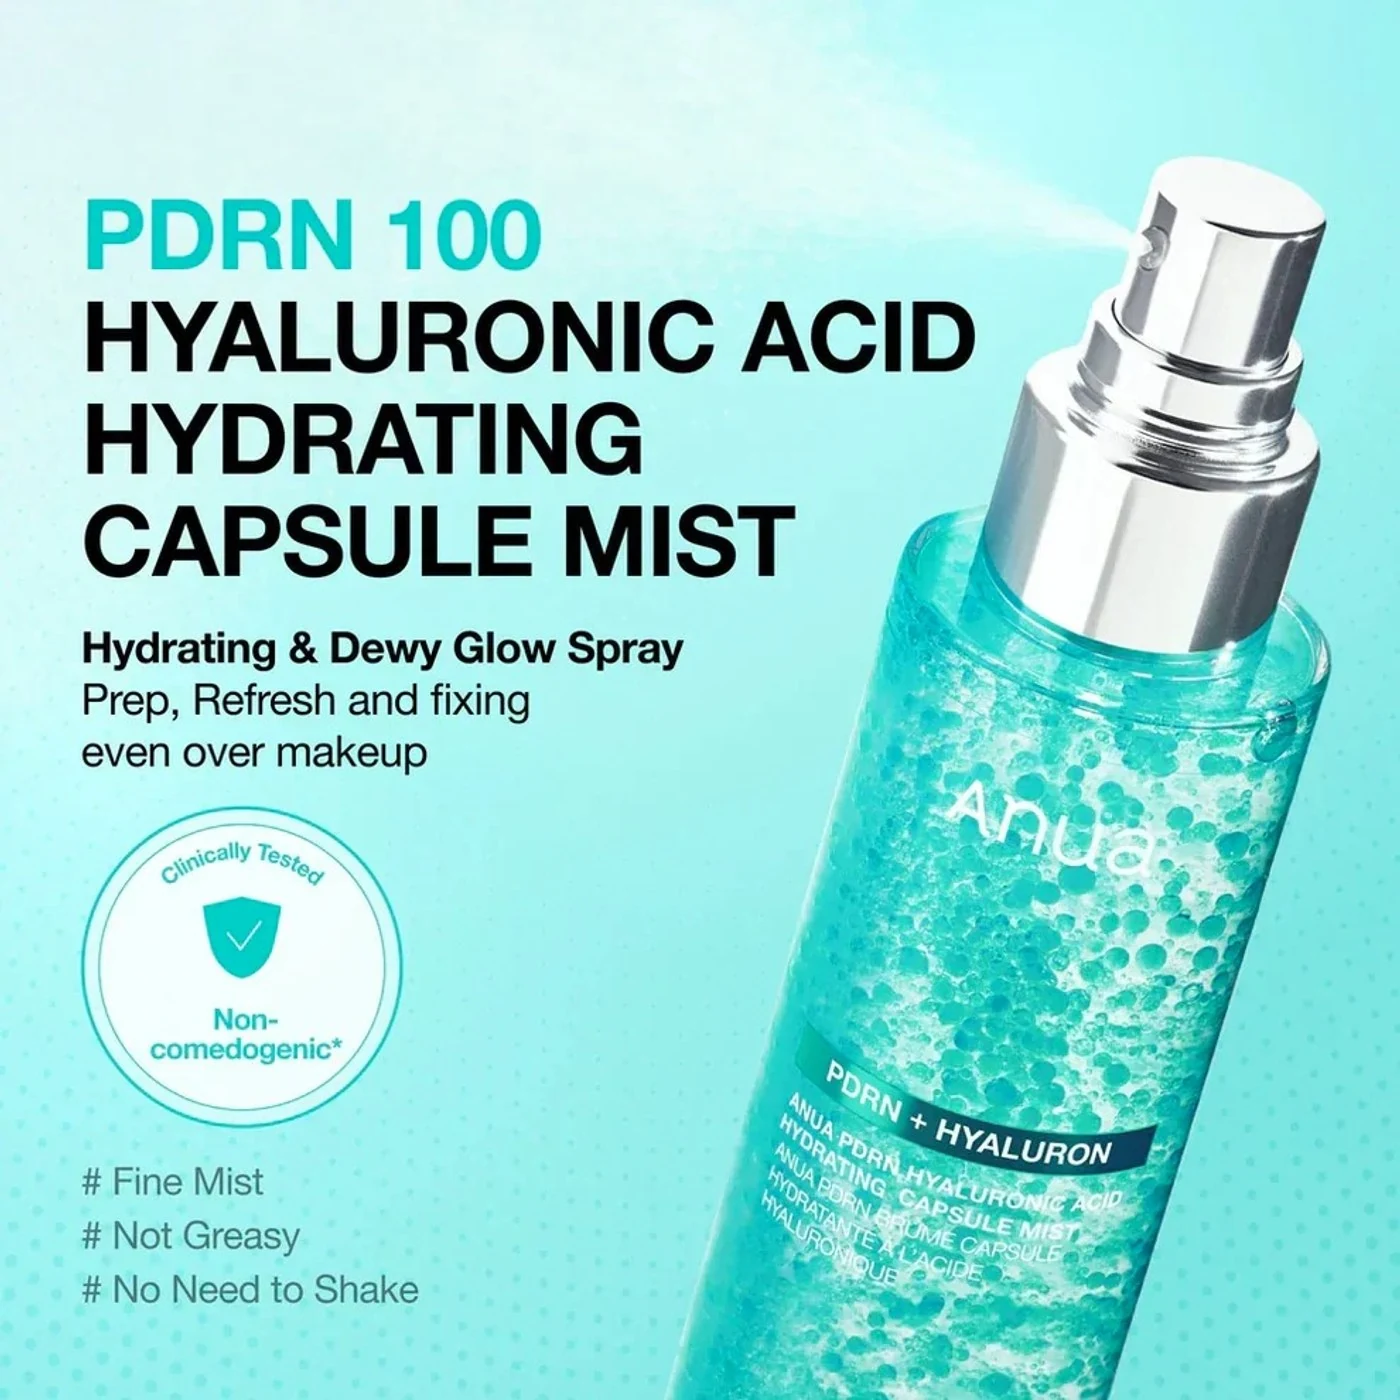 PDRN 100
HYALURONIC ACID
HYDRATING
CAPSULE MIST
Hydrating & Dewy Glow Spray
Prep, Refresh and fixing
even over makeup
Clinically Tested
Non-
comedogenic*
# Fine Mist
# Not Greasy
# No Need to Shake
Anua
PDRN + HYALURON
ANUA PDRN HYALURONIC ACID
HYDRATING CAPSULE MIST
ANUA PDRN BRUME CAPSULE
HYDRATANTE À L'ACIDE
HYALURONIQUE